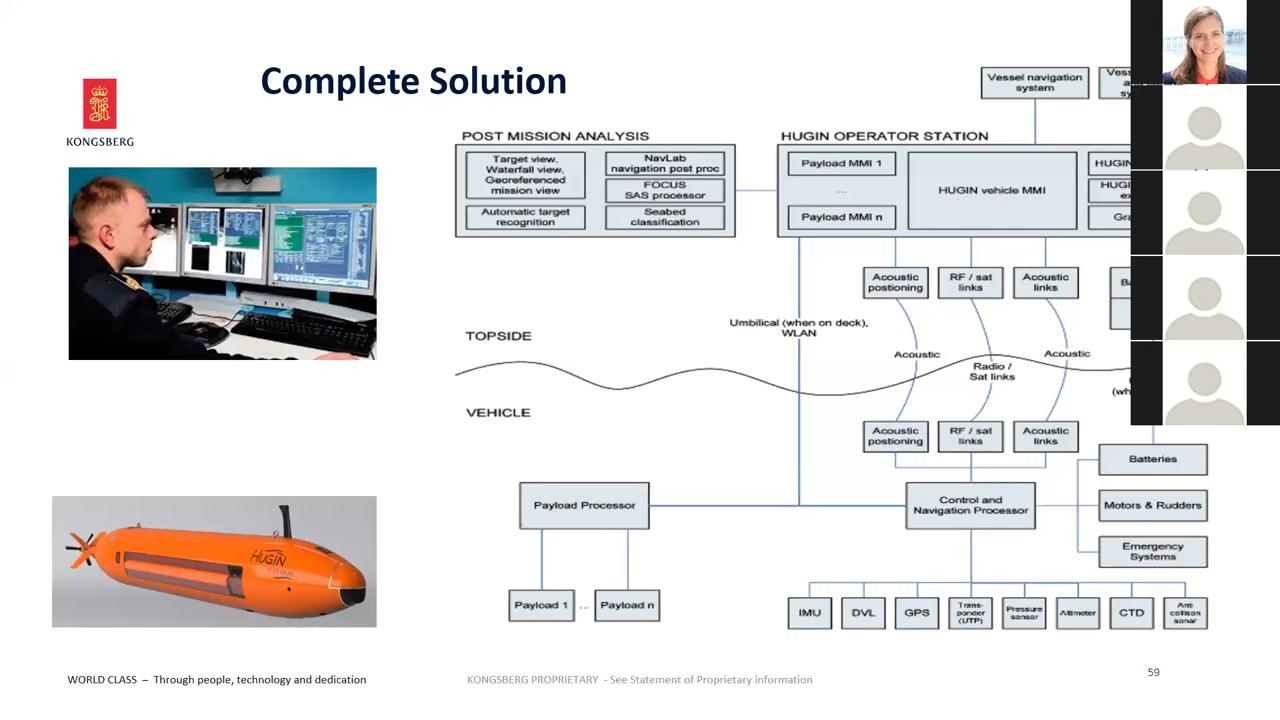 Complete Solution
KONGSBERG
Vessel navigation
system
POST MISSION ANALYSIS
Target view,
Waterfall view,
Georeferenced
mission view
NavLab
navigation post proc
FOCUS
SAS processor
Automatic target
recognition
Seabed
classification
HUGIN OPERATOR STATION
Payload MMI 1
...
Payload MMI n
HUGIN vehicle MMI
HUGIN
Acoustic
postioning
RF / sat
links
Acoustic
links
Umbilical (when on deck),
WLAN
TOPSIDE
Acoustic
Radio /
Sat links
Acoustic
VEHICLE
Acoustic
postioning
RF / sat
links
Acoustic
links
Batteries
Payload Processor
Control and
Navigation Processor
Motors & Rudders
Emergency
Systems
Payload 1
...
Payload n
IMU
DVL
GPS
Trans-
ponder
(UTP)
Pressure
sensor
Altimeter
CTD
Anti
collison
sonar
HUGIN
WORLD CLASS – Through people, technology and dedication
KONGSBERG PROPRIETARY - See Statement of Proprietary information
59